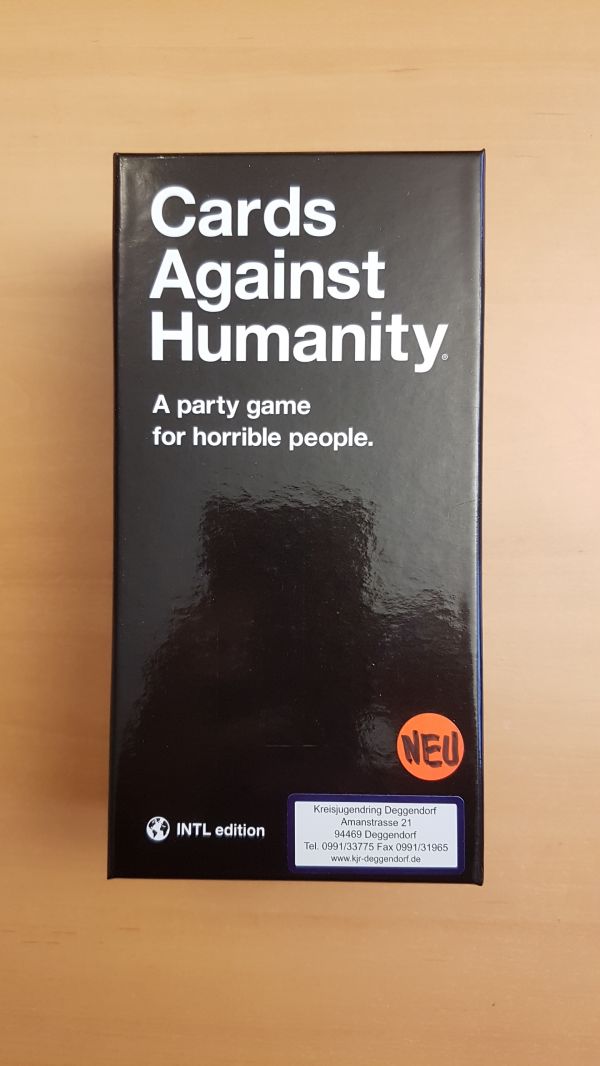 Cards
Against
Humanity®
A party game
for horrible people.
NEU
INTL edition
Kreisjugendring Deggendorf
Amanstrasse 21
94469 Deggendorf
Tel. 0991/33775 Fax 0991/31965
www.kjr-deggendorf.de